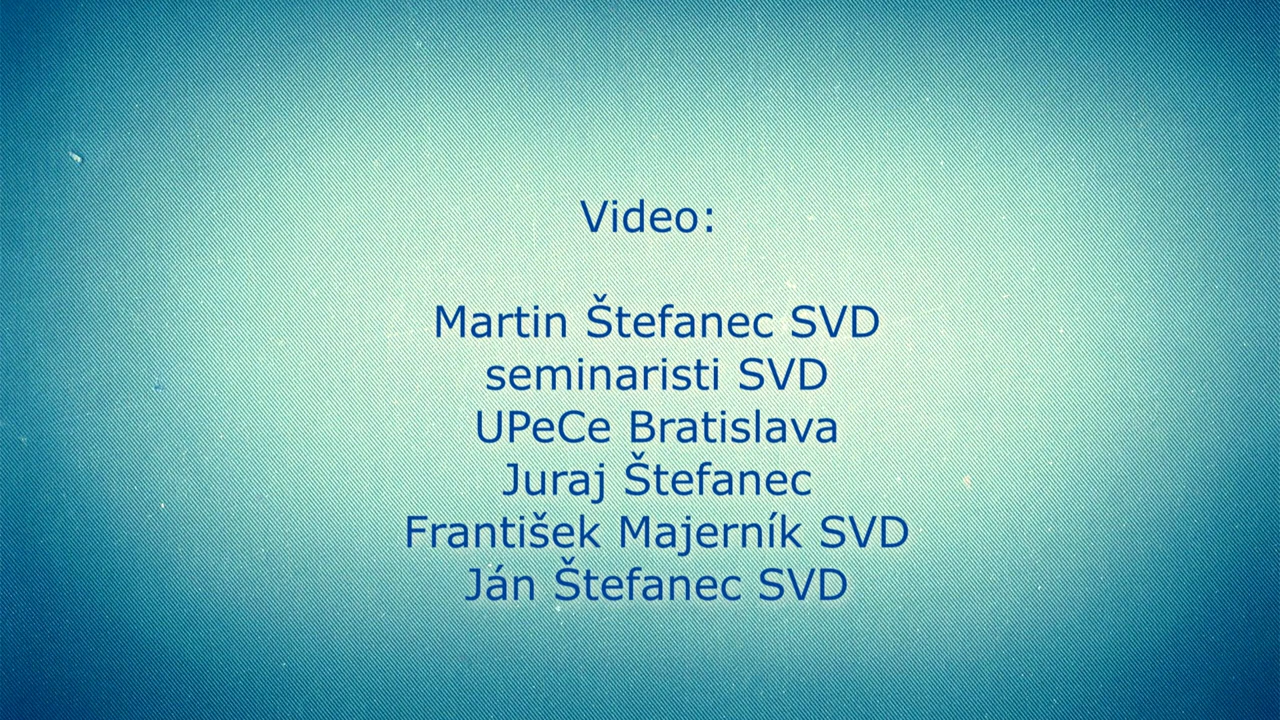 Video:
Martin Štefanec SVD
seminaristi SVD
UPeCe Bratislava
Juraj Štefanec
František Majerník SVD
Ján Štefanec SVD